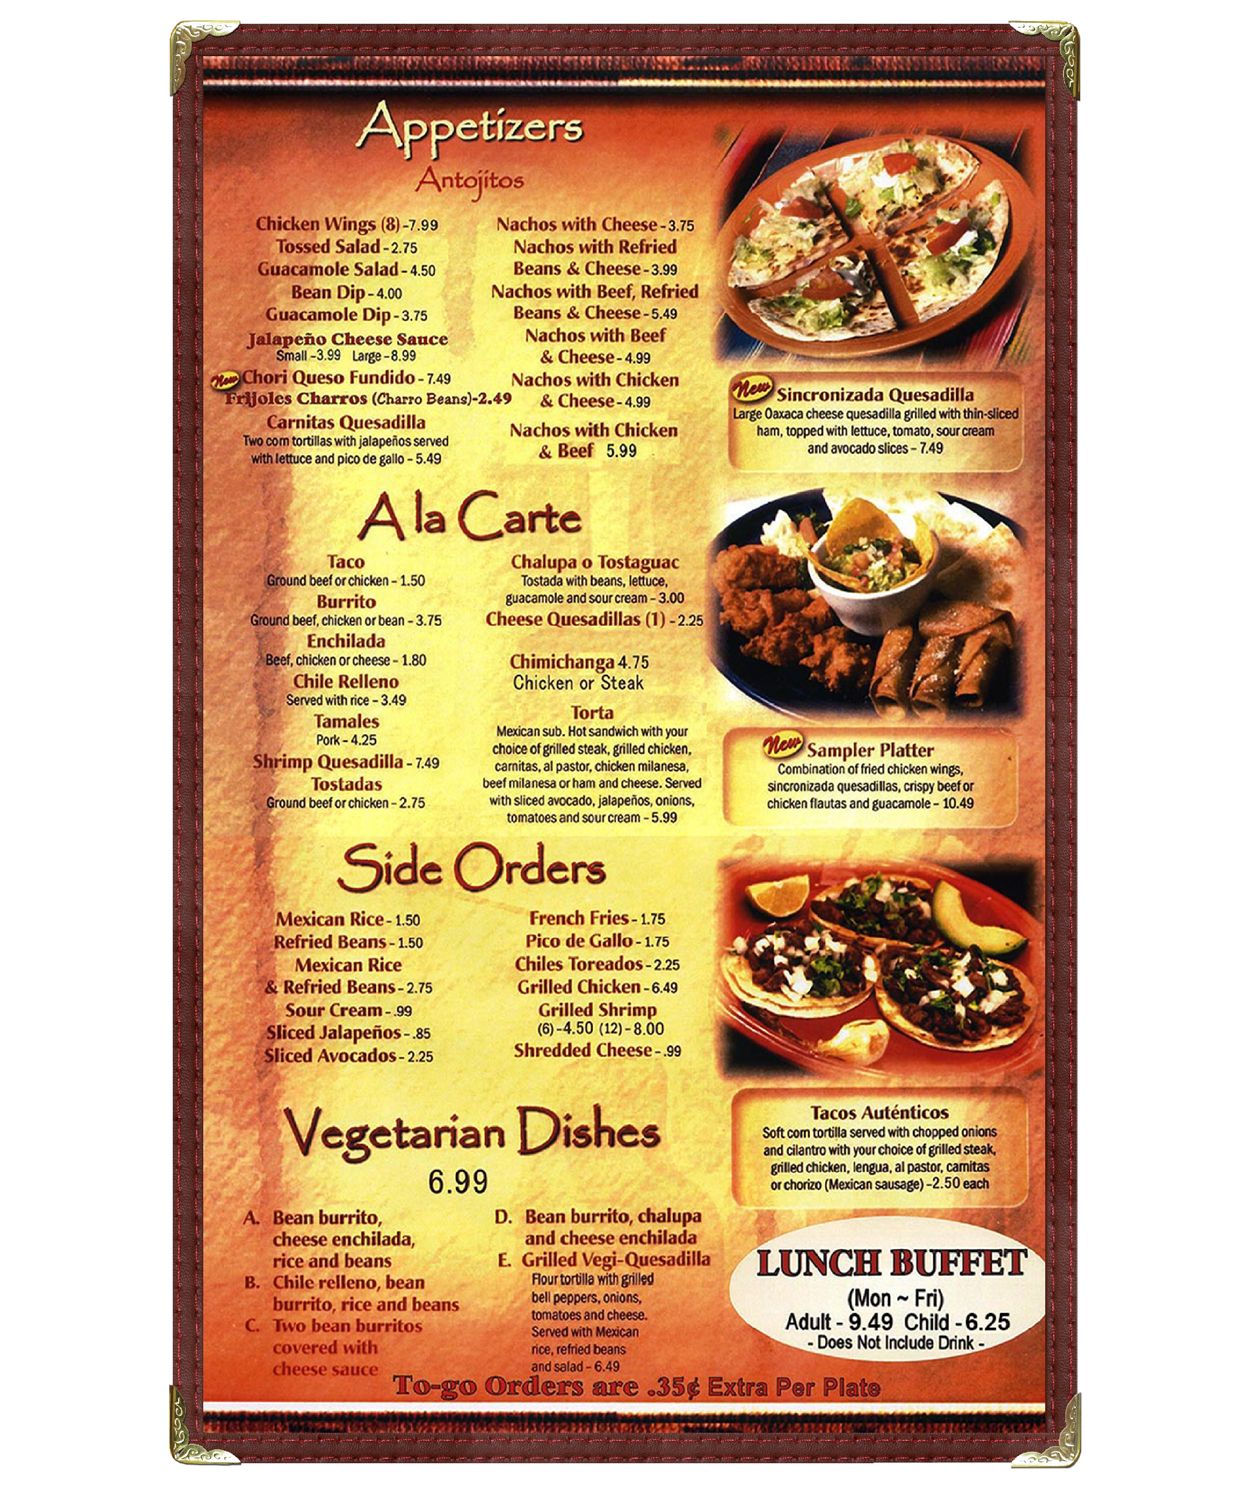 Appetizers
Antojitos
Chicken Wings (8) -7.99
Tossed Salad - 2.75
Guacamole Salad - 4.50
Bean Dip - 4.00
Guacamole Dip - 3.75
Jalapeño Cheese Sauce
Small -3.99 Large - 8.99
New Chori Queso Fundido - 7.49
Frijoles Charros (Charro Beans)-2.49
Carnitas Quesadilla
Two corn tortillas with jalapeños served
with lettuce and pico de gallo - 5.49
Nachos with Cheese - 3.75
Nachos with Refried
Beans & Cheese - 3.99
Nachos with Beef, Refried
Beans & Cheese - 5.49
Nachos with Beef
& Cheese - 4.99
Nachos with Chicken
& Cheese - 4.99
Nachos with Chicken
& Beef 5.99
New Sincronizada Quesadilla
Large Oaxaca cheese quesadilla grilled with thin-sliced
ham, topped with lettuce, tomato, sour cream
and avocado slices - 7.49
A la Carte
Taco
Ground beef or chicken - 1.50
Burrito
Ground beef, chicken or bean - 3.75
Enchilada
Beef, chicken or cheese - 1.80
Chile Relleno
Served with rice - 3.49
Tamales
Pork - 4.25
Shrimp Quesadilla - 7.49
Tostadas
Ground beef or chicken - 2.75
Chalupa o Tostaguac
Tostada with beans, lettuce,
guacamole and sour cream - 3.00
Cheese Quesadillas (1) - 2.25
Chimichanga 4.75
Chicken or Steak
Torta
Mexican sub. Hot sandwich with your
choice of grilled steak, grilled chicken,
carnitas, al pastor, chicken milanesa,
beef milanesa or ham and cheese. Served
with sliced avocado, jalapeños, onions,
tomatoes and sour cream - 5.99
New Sampler Platter
Combination of fried chicken wings,
sincronizada quesadillas, crispy beef or
chicken flautas and guacamole - 10.49
Side Orders
Mexican Rice - 1.50
Refried Beans - 1.50
Mexican Rice
& Refried Beans - 2.75
Sour Cream - .99
Sliced Jalapeños - .85
Sliced Avocados - 2.25
French Fries - 1.75
Pico de Gallo - 1.75
Chiles Toreados - 2.25
Grilled Chicken - 6.49
Grilled Shrimp
(6) - 4.50 (12) - 8.00
Shredded Cheese - .99
Tacos Auténticos
Soft corn tortilla served with chopped onions
and cilantro with your choice of grilled steak,
grilled chicken, lengua, al pastor, carnitas
or chorizo (Mexican sausage) -2.50 each
Vegetarian Dishes
6.99
A. Bean burrito,
cheese enchilada,
rice and beans
B. Chile relleno, bean
burrito, rice and beans
C. Two bean burritos
covered with
cheese sauce
D. Bean burrito, chalupa
and cheese enchilada
E. Grilled Vegi-Quesadilla
Flour tortilla with grilled
bell peppers, onions,
tomatoes and cheese.
Served with Mexican
rice, refried beans
and salad - 6.49
LUNCH BUFFET
(Mon ~ Fri)
Adult - 9.49 Child - 6.25
- Does Not Include Drink -
To-go Orders are .35¢ Extra Per Plate